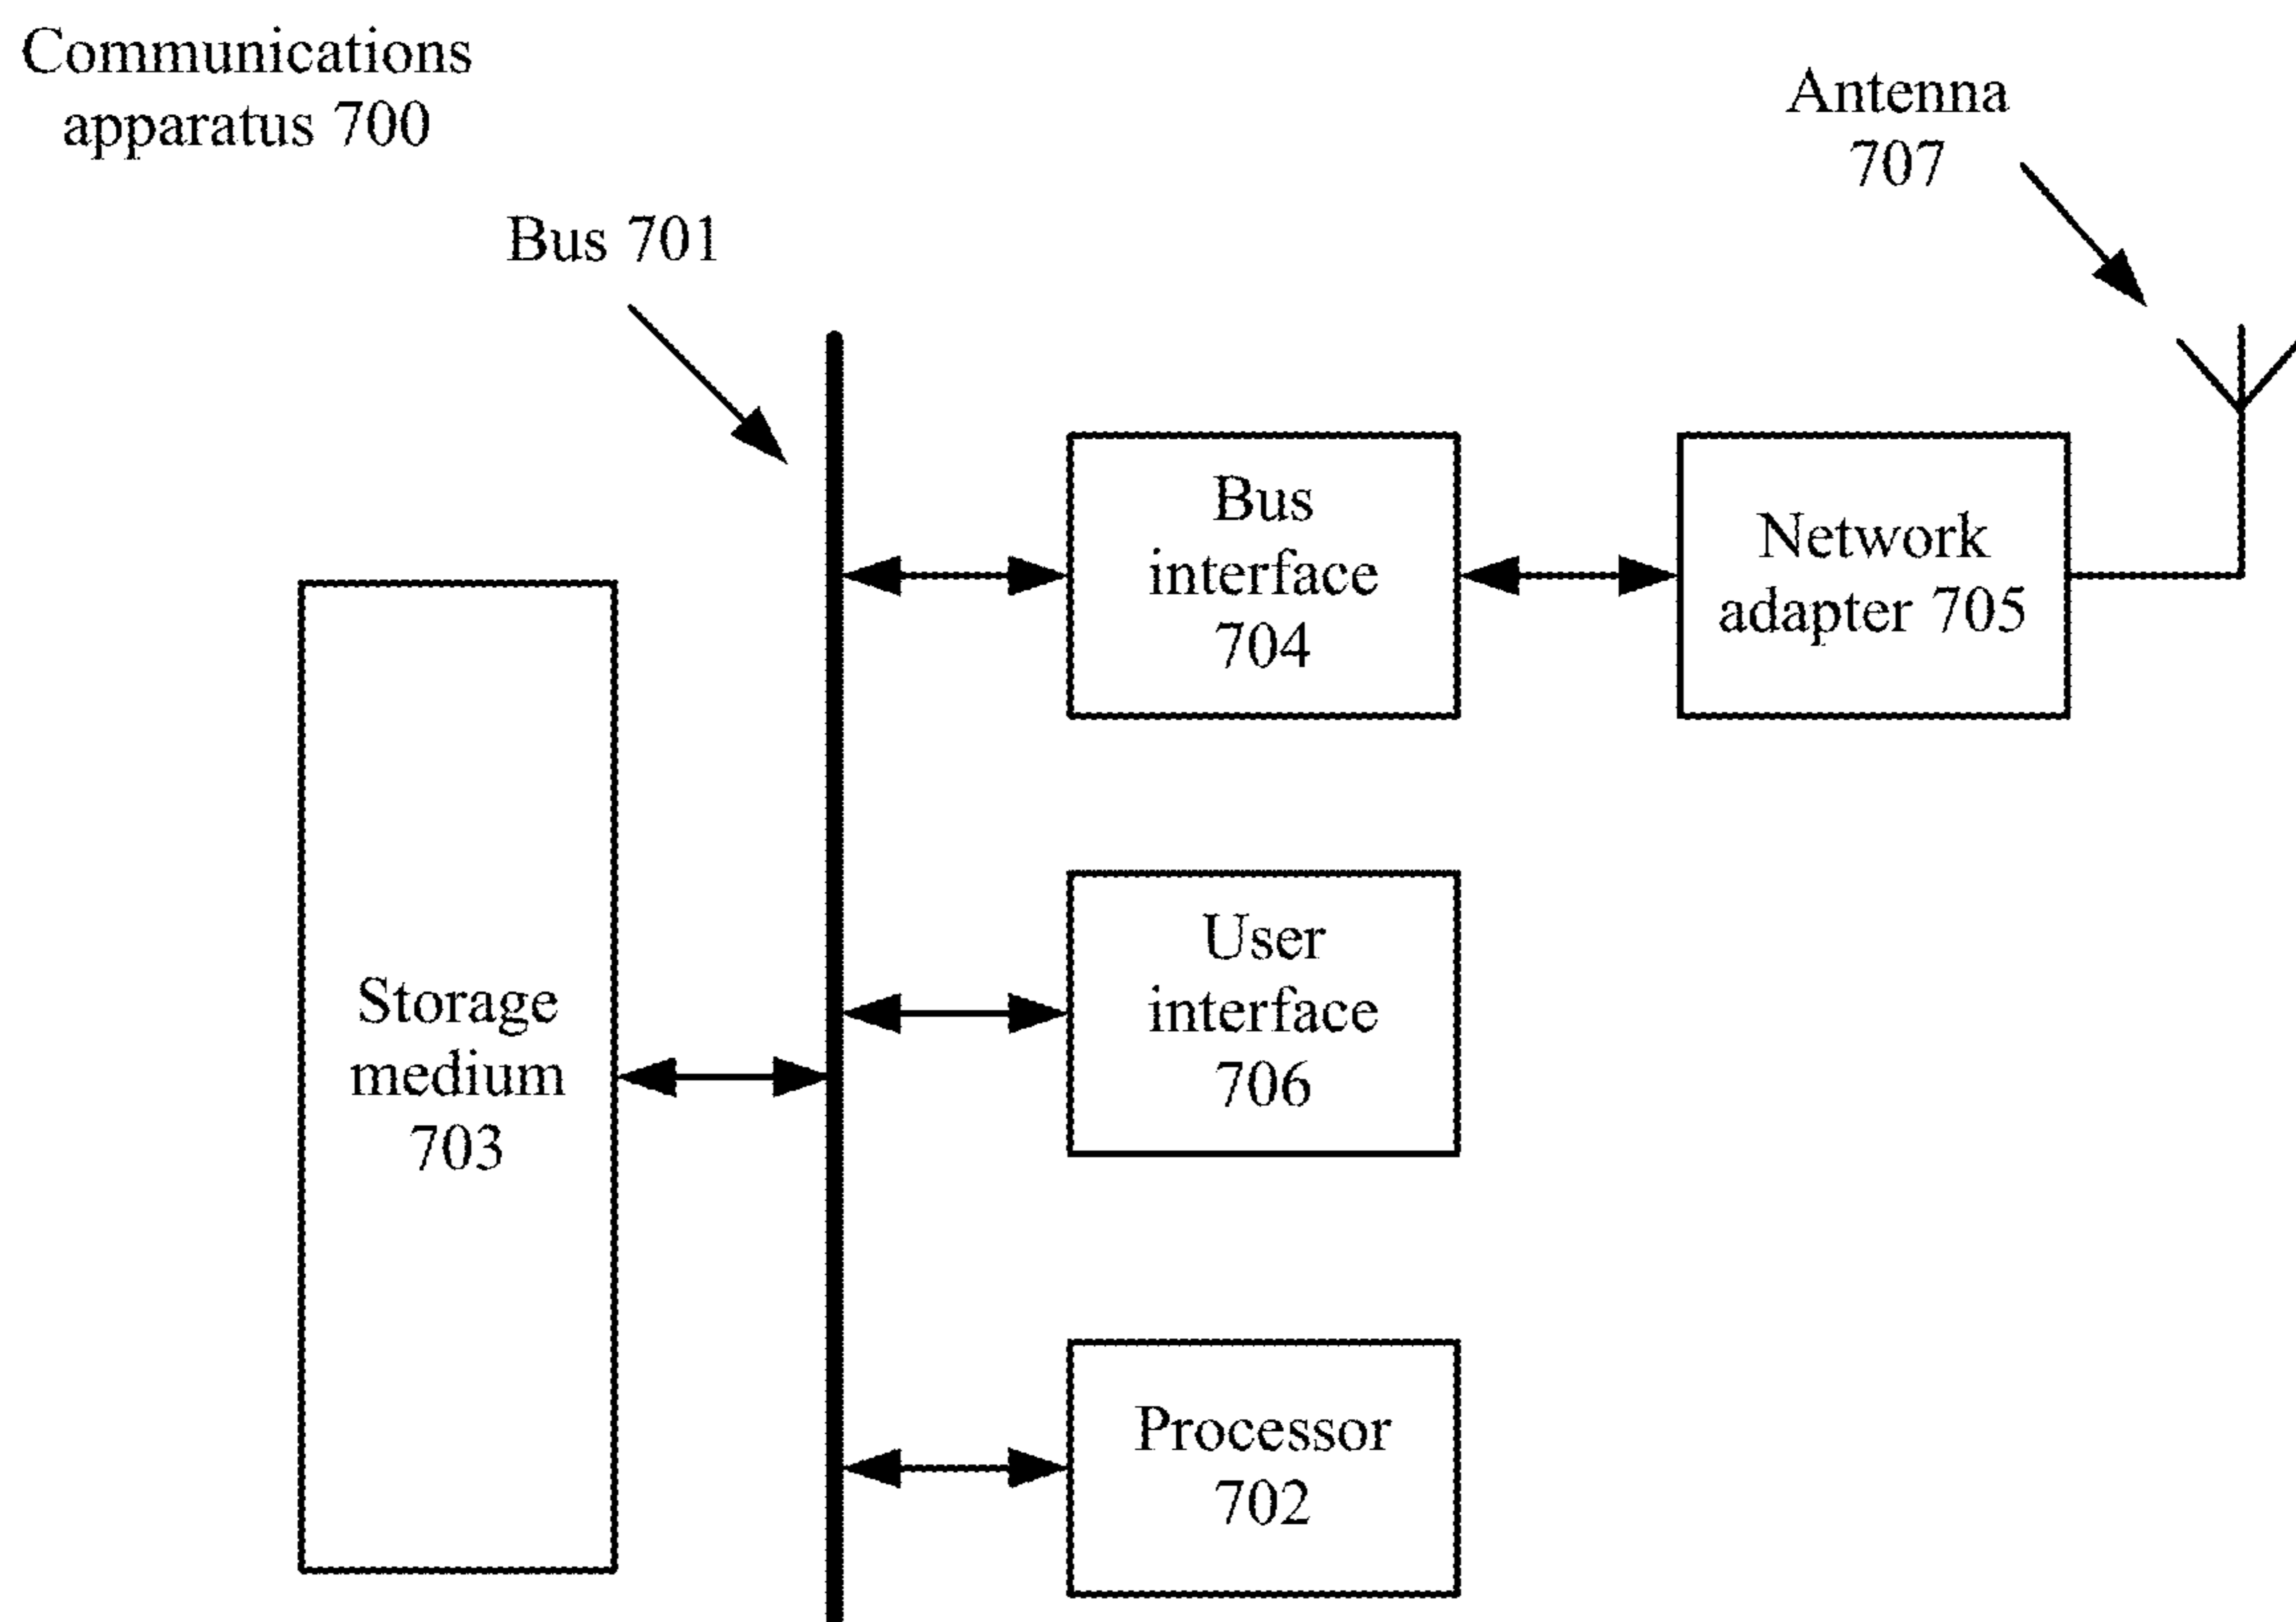 Communications
apparatus 700
Antenna
707
Bus 701
Bus
interface
704
Network
adapter 705
User
interface
706
Storage
medium
703
Processor
702